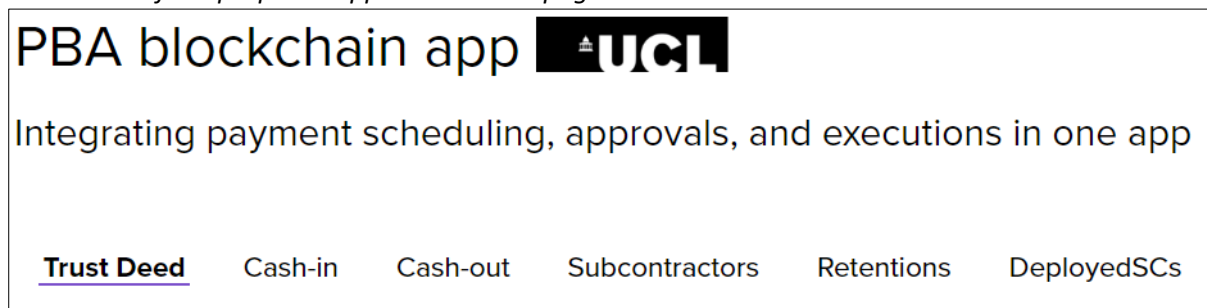 PBA blockchain app UCL
Integrating payment scheduling, approvals, and executions in one app
Trust Deed Cash-in Cash-out Subcontractors Retentions DeployedSCs